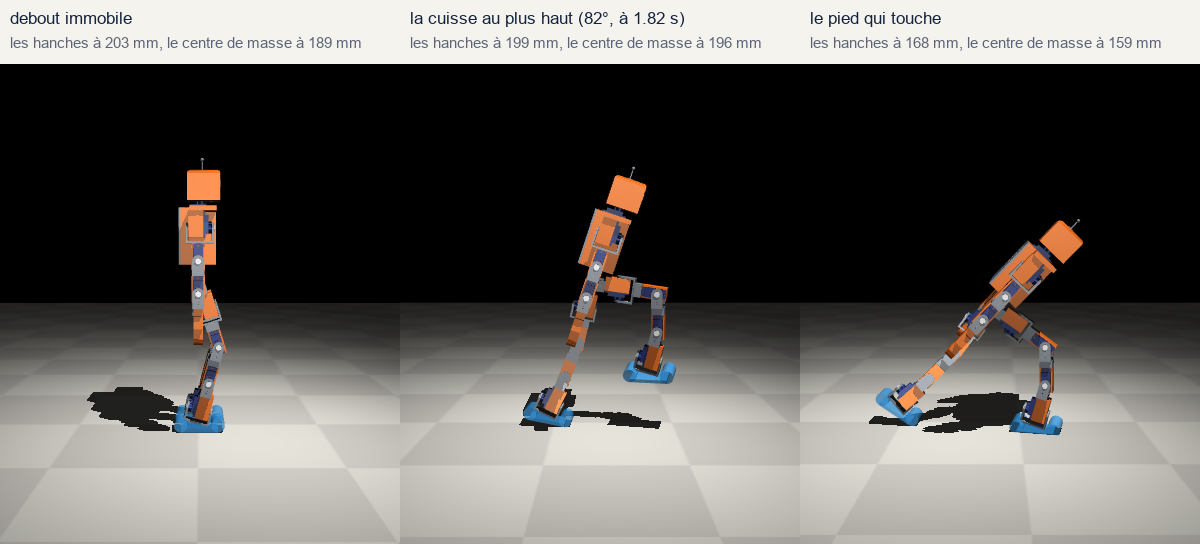 debout immobile
les hanches à 203 mm, le centre de masse à 189 mm
la cuisse au plus haut (82°, à 1.82 s)
les hanches à 199 mm, le centre de masse à 196 mm
le pied qui touche
les hanches à 168 mm, le centre de masse à 159 mm